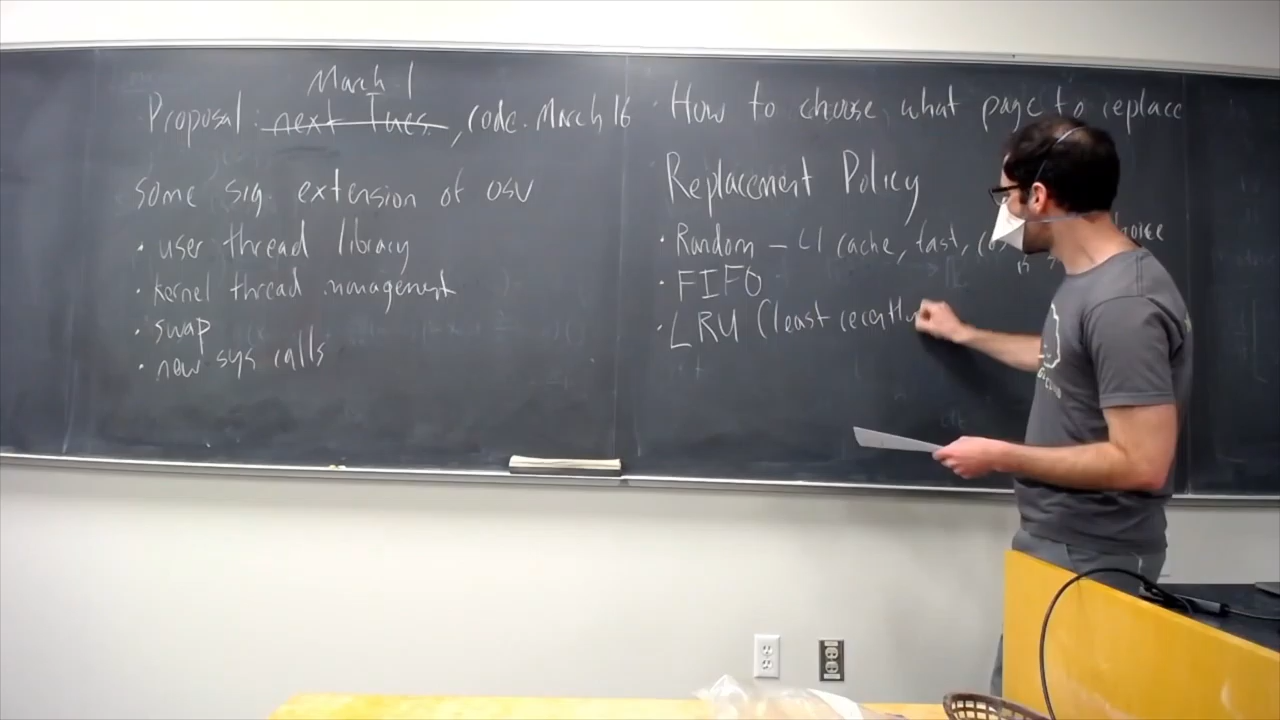 March 1
Proposal: next Tues, code. March 16
Some sig. extension of OSV
· user thread library
· kernel thread management
· swap
· new sys calls
· How to choose what page to replace
Replacement Policy
· Random – L1 cache, fast,
· FIFO
· LRU (least recently